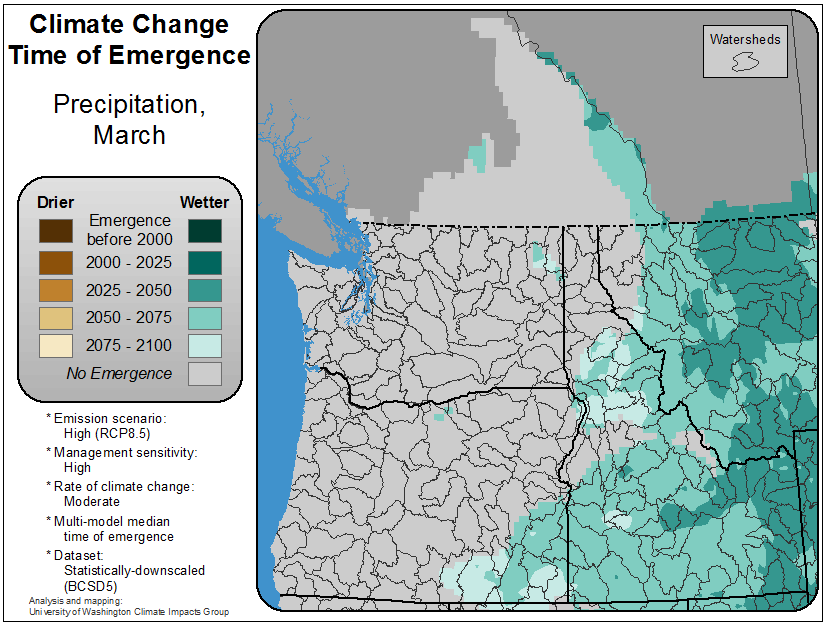 Climate Change
Time of Emergence
Precipitation,
March
Watersheds
Drier
Wetter
Emergence
before 2000
2000 - 2025
2025 - 2050
2050 - 2075
2075 - 2100
No Emergence
* Emission scenario:
High (RCP8.5)
* Management sensitivity:
High
* Rate of climate change:
Moderate
* Multi-model median
time of emergence
* Dataset:
Statistically-downscaled
(BCSD5)
Analysis and mapping:
University of Washington Climate Impacts Group